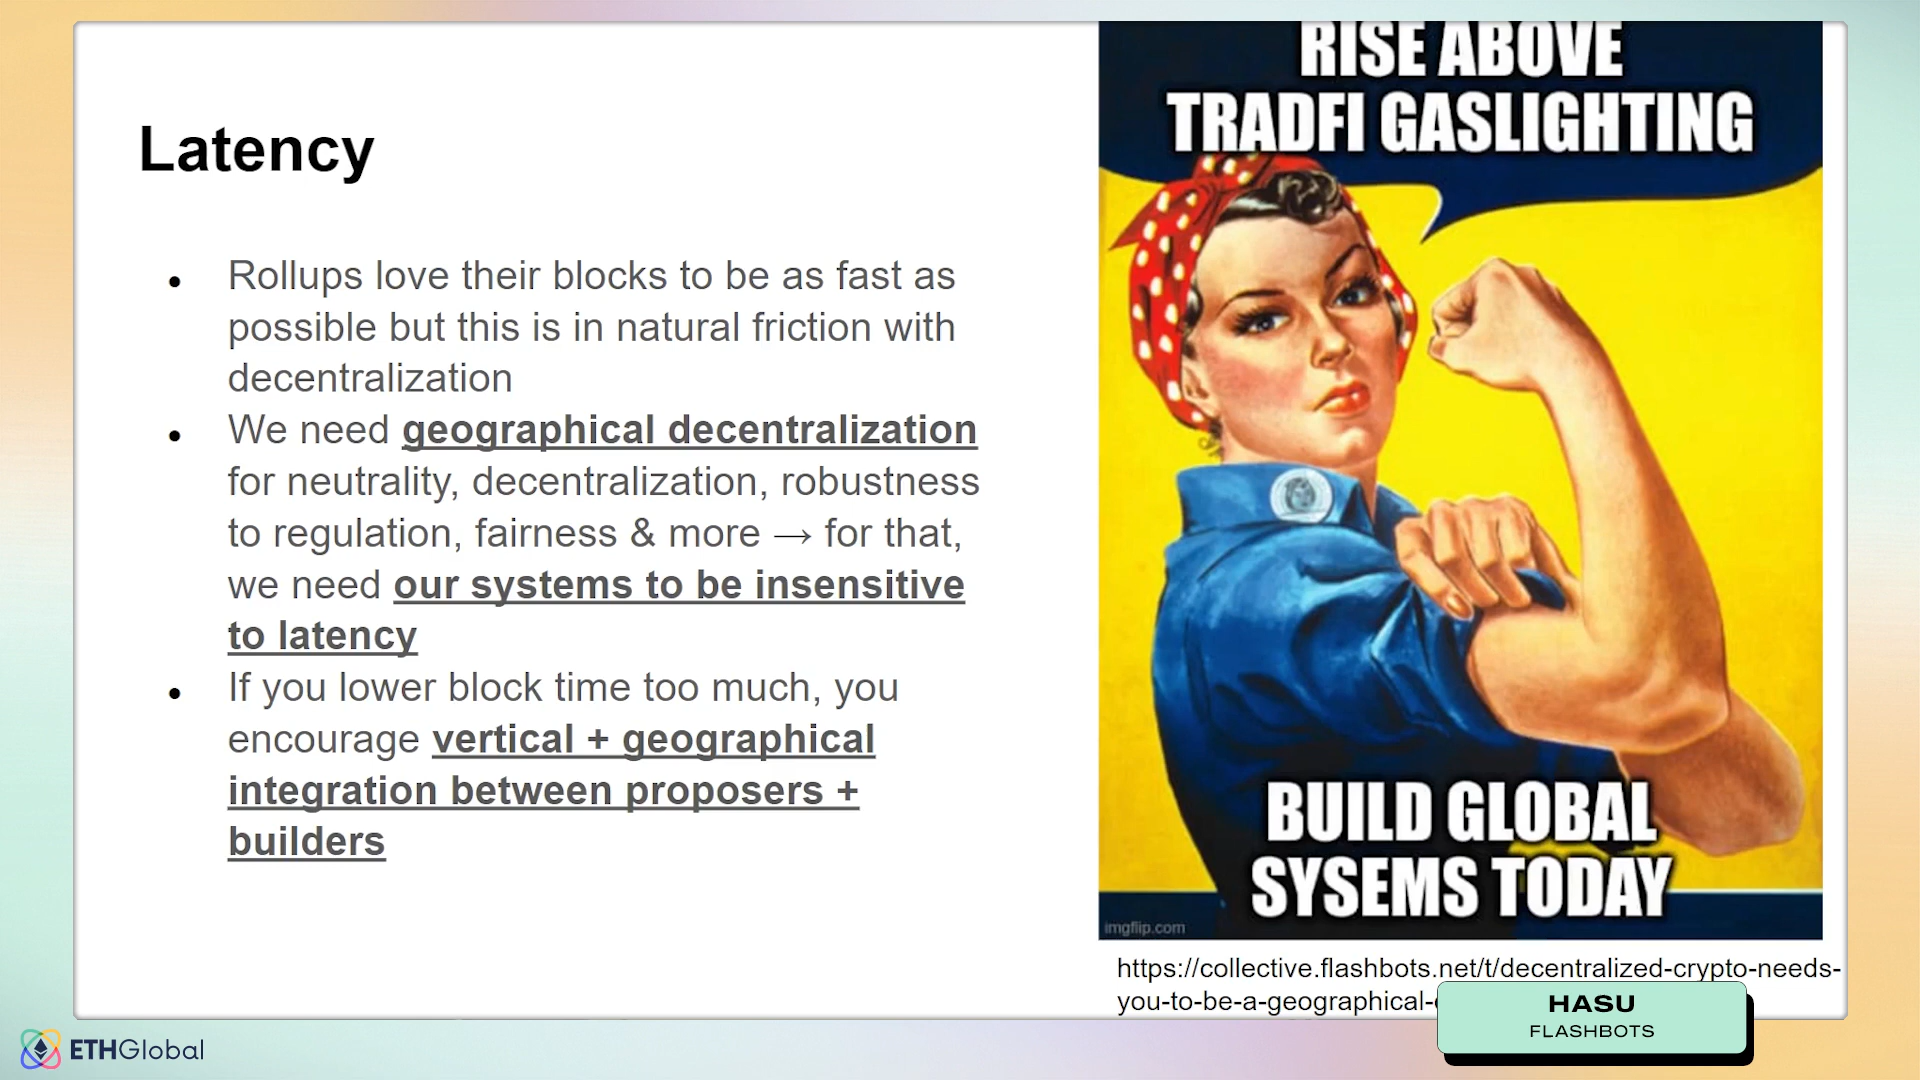 Latency
Rollups love their blocks to be as fast as
possible but this is in natural friction with
decentralization
We need geographical decentralization
for neutrality, decentralization, robustness
to regulation, fairness & more → for that,
we need our systems to be insensitive
to latency
If you lower block time too much, you
encourage vertical + geographical
integration between proposers +
builders
RISE ABOVE
TRADFI GASLIGHTING
BUILD GLOBAL
SYSEMS TODAY
imgflip.com
https://collective.flashbots.net/t/decentralized-crypto-needs-
you-to-be-a-geographical-
HASU
FLASHBOTS
ETHGlobal